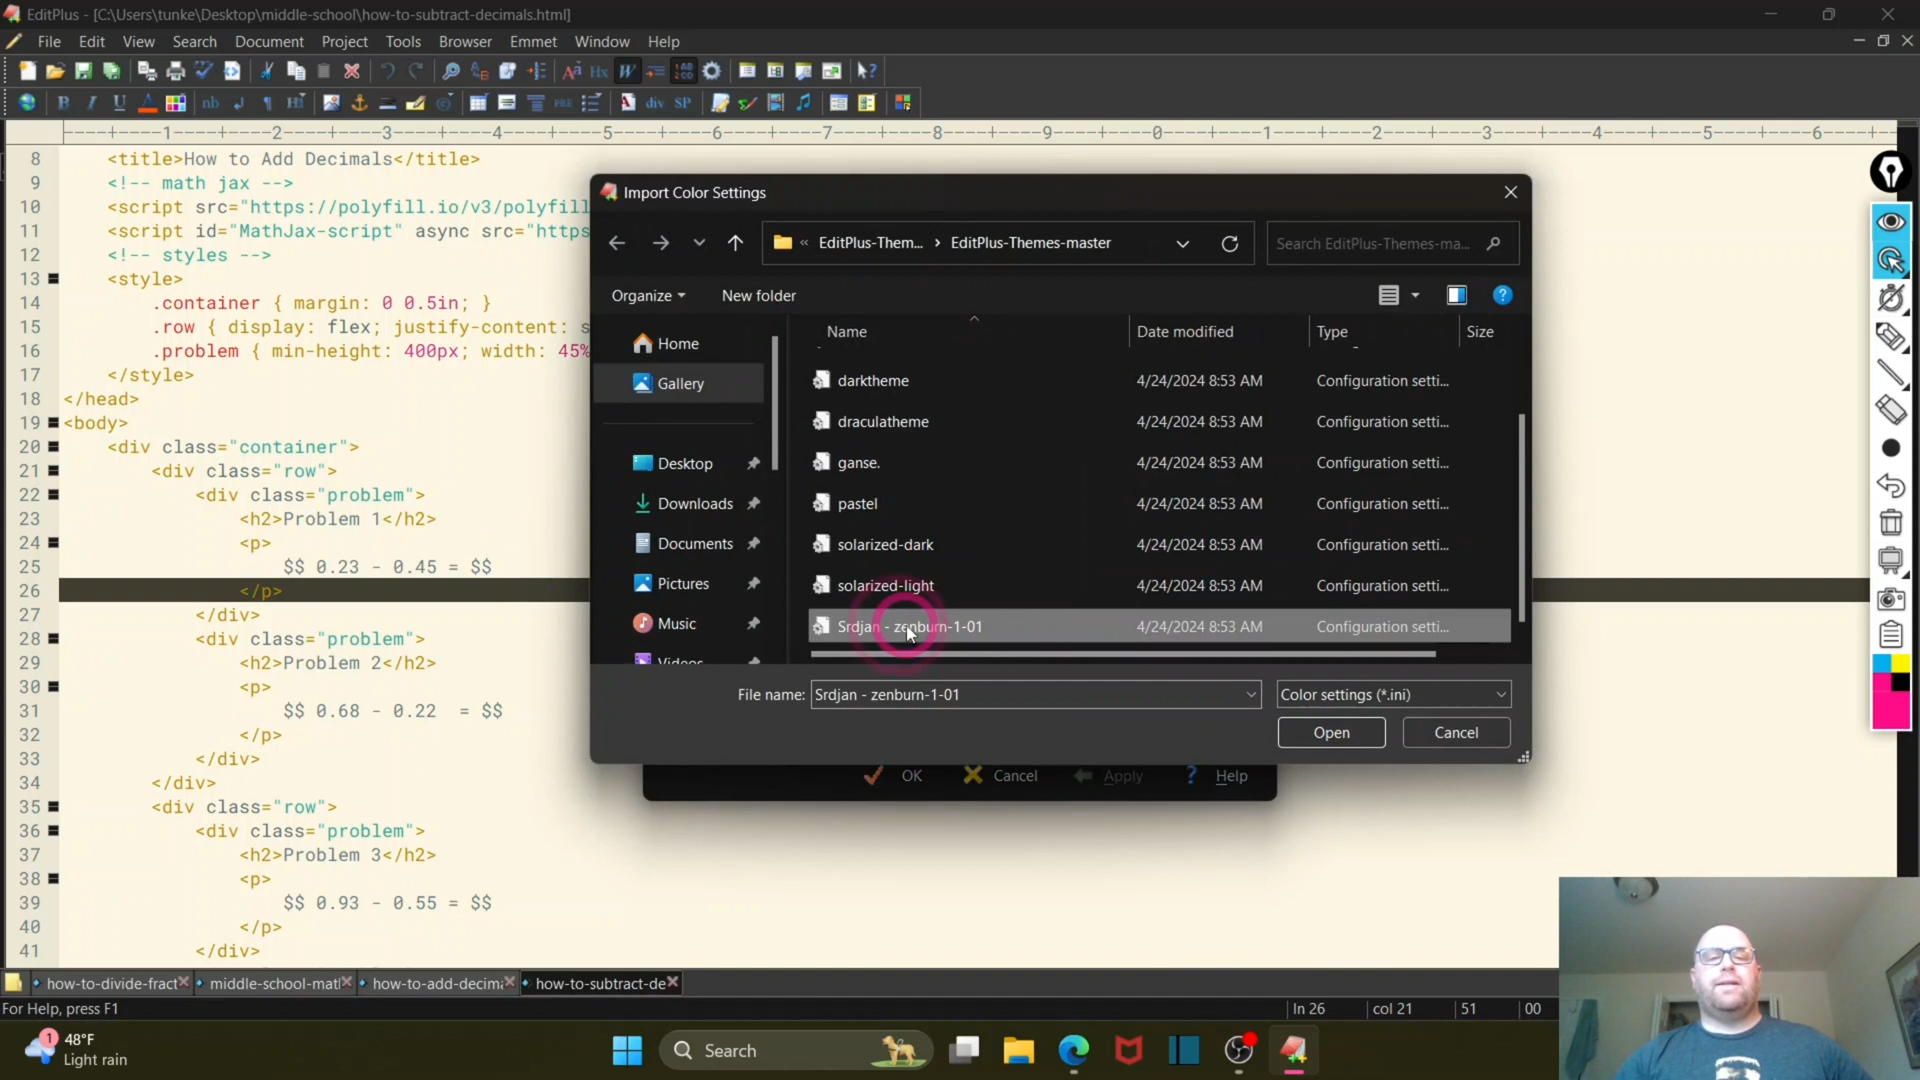 EditPlus - [C:\Users\tunke\Desktop\middle-school\how-to-subtract-decimals.html]
File Edit View Search Document Project Tools Browser Emmet Window Help
8 <title>How to Add Decimals</title>
9 <!-- math jax -->
10 <script src="https://polyfill.io/v3/polyfill
11 <script id="MathJax-script" async src="https
12 <!-- styles -->
13 <style>
14 .container { margin: 0 0.5in; }
15 .row { display: flex; justify-content: s
16 .problem { min-height: 400px; width: 45%
17 </style>
18 </head>
19 <body>
20 <div class="container">
21 <div class="row">
22 <div class="problem">
23 <h2>Problem 1</h2>
24 <p>
25 $$ 0.23 - 0.45 = $$
26 </p>
27 </div>
28 <div class="problem">
29 <h2>Problem 2</h2>
30 <p>
31 $$ 0.68 - 0.22  = $$
32 </p>
33 </div>
34 </div>
35 <div class="row">
36 <div class="problem">
37 <h2>Problem 3</h2>
38 <p>
39 $$ 0.93 - 0.55 = $$
40 </p>
41 </div>
Import Color Settings
« EditPlus-Them... › EditPlus-Themes-master
Search EditPlus-Themes-ma...
Organize New folder
Home
Gallery
Desktop
Downloads
Documents
Pictures
Music
Videos
Name Date modified Type Size
darktheme 4/24/2024 8:53 AM Configuration setti...
draculatheme 4/24/2024 8:53 AM Configuration setti...
ganse. 4/24/2024 8:53 AM Configuration setti...
pastel 4/24/2024 8:53 AM Configuration setti...
solarized-dark 4/24/2024 8:53 AM Configuration setti...
solarized-light 4/24/2024 8:53 AM Configuration setti...
Srdjan - zenburn-1-01 4/24/2024 8:53 AM Configuration setti...
File name: Srdjan - zenburn-1-01 Color settings (*.ini)
Open Cancel
OK Cancel Apply Help
how-to-divide-fract middle-school-mat how-to-add-decima how-to-subtract-de
For Help, press F1 ln 26 col 21 51 00
1 48°F
Light rain
Search